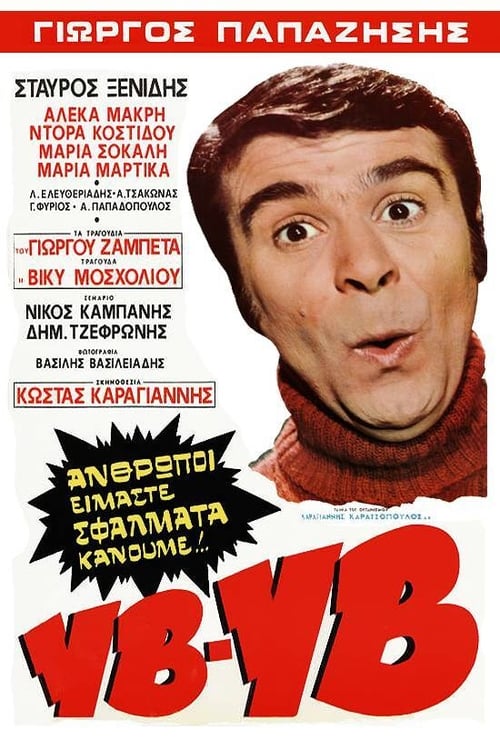 ΓΙΩΡΓΟΣ ΠΑΠΑΖΗΣΗΣ
ΣΤΑΥΡΟΣ ΞΕΝΙΔΗΣ
ΑΛΕΚΑ ΜΑΚΡΗ
ΝΤΟΡΑ ΚΟΣΤΙΔΟΥ
ΜΑΡΙΑ ΣΟΚΑΛΗ
ΜΑΡΙΑ ΜΑΡΤΙΚΑ
Λ. ΕΛΕΥΘΕΡΙΑΔΗΣ • Α. ΤΣΑΚΩΝΑΣ
Γ. ΦΥΡΙΟΣ • Α. ΠΑΠΑΔΟΠΟΥΛΟΣ
ΤΑ ΤΡΑΓΟΥΔΙΑ
ΤΟΥ ΓΙΩΡΓΟΥ ΖΑΜΠΕΤΑ
ΤΡΑΓΟΥΔΑ
Η ΒΙΚΥ ΜΟΣΧΟΛΙΟΥ
ΣΕΝΑΡΙΟ
ΝΙΚΟΣ ΚΑΜΠΑΝΗΣ
ΔΗΜ. ΤΖΕΦΡΩΝΗΣ
ΦΩΤΟΓΡΑΦΙΑ
ΒΑΣΙΛΗΣ ΒΑΣΙΛΕΙΑΔΗΣ
ΣΚΗΝΟΘΕΣΙΑ
ΚΩΣΤΑΣ ΚΑΡΑΓΙΑΝΝΗΣ
ΑΝΘΡΩΠΟΙ
ΕΙΜΑΣΤΕ
ΣΦΑΛΜΑΤΑ
ΚΑΝΟΥΜΕ!..
ΚΑΡΑΓΙΑΝΝΗΣ ΚΑΡΑΤΣΟΠΟΥΛΟΣ
ΥΒ-ΥΒ